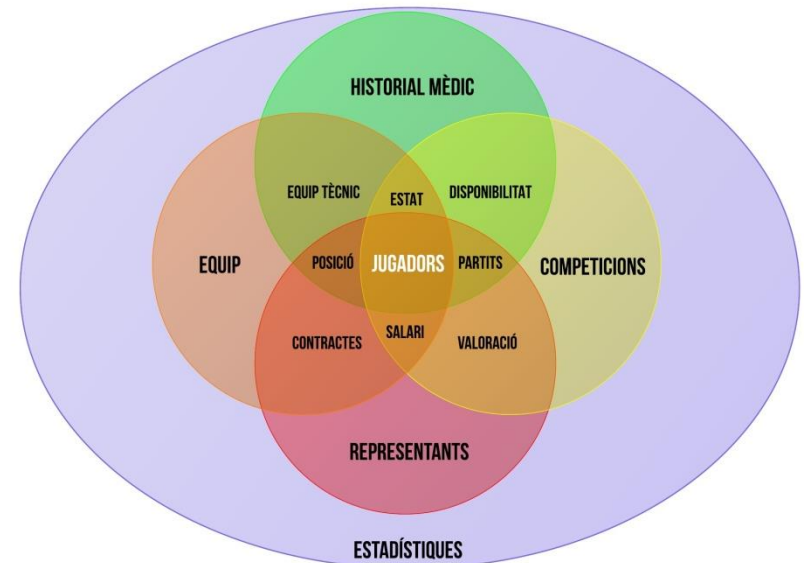 HISTORIAL MÈDIC
EQUIP TÈCNIC
ESTAT
DISPONIBILITAT
EQUIP
POSICIÓ
JUGADORS
PARTITS
COMPETICIONS
CONTRACTES
SALARI
VALORACIÓ
REPRESENTANTS
ESTADÍSTIQUES